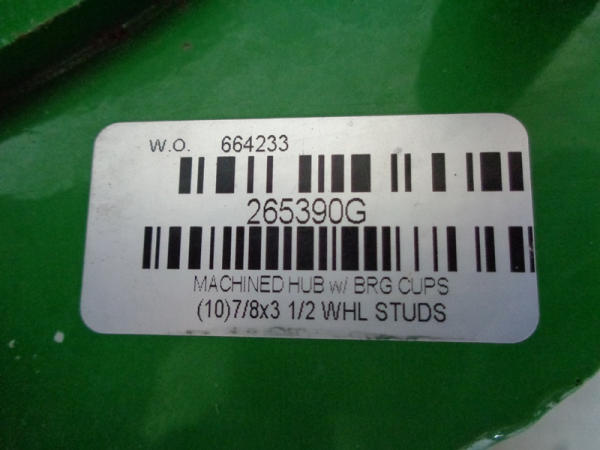 W.O. 664233
265390G
MACHINED HUB w/ BRG CUPS
(10)7/8x3 1/2 WHL STUDS